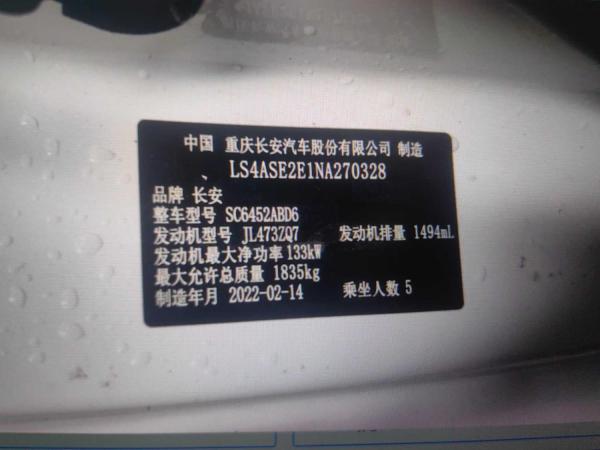 中国 重庆长安汽车股份有限公司 制造
LS4ASE2E1NA270328
品牌 长安
整车型号 SC6452ABD6
发动机型号 JL473ZQ7 发动机排量 1494mL
发动机最大净功率 133kW
最大允许总质量 1835kg
制造年月 2022-02-14 乘坐人数 5